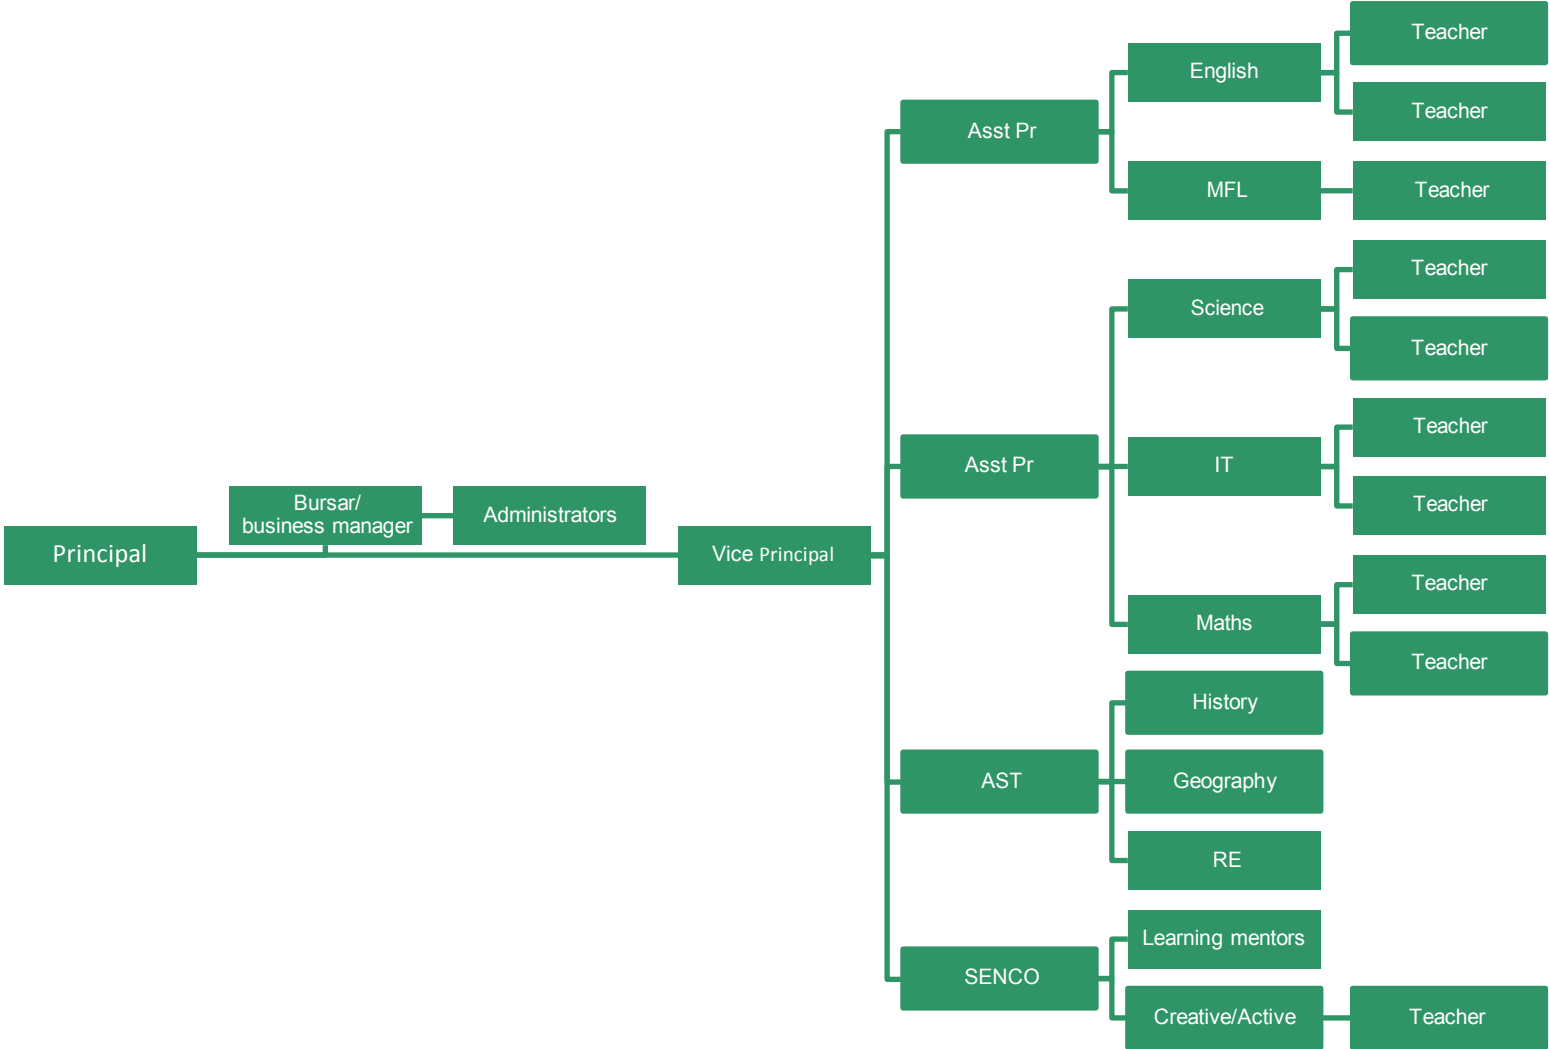 Principal
Bursar/
business manager
Administrators
Vice Principal
Asst Pr
English
Teacher
Teacher
MFL
Teacher
Asst Pr
Science
Teacher
Teacher
IT
Teacher
Teacher
Maths
Teacher
Teacher
AST
History
Geography
RE
SENCO
Learning mentors
Creative/Active
Teacher